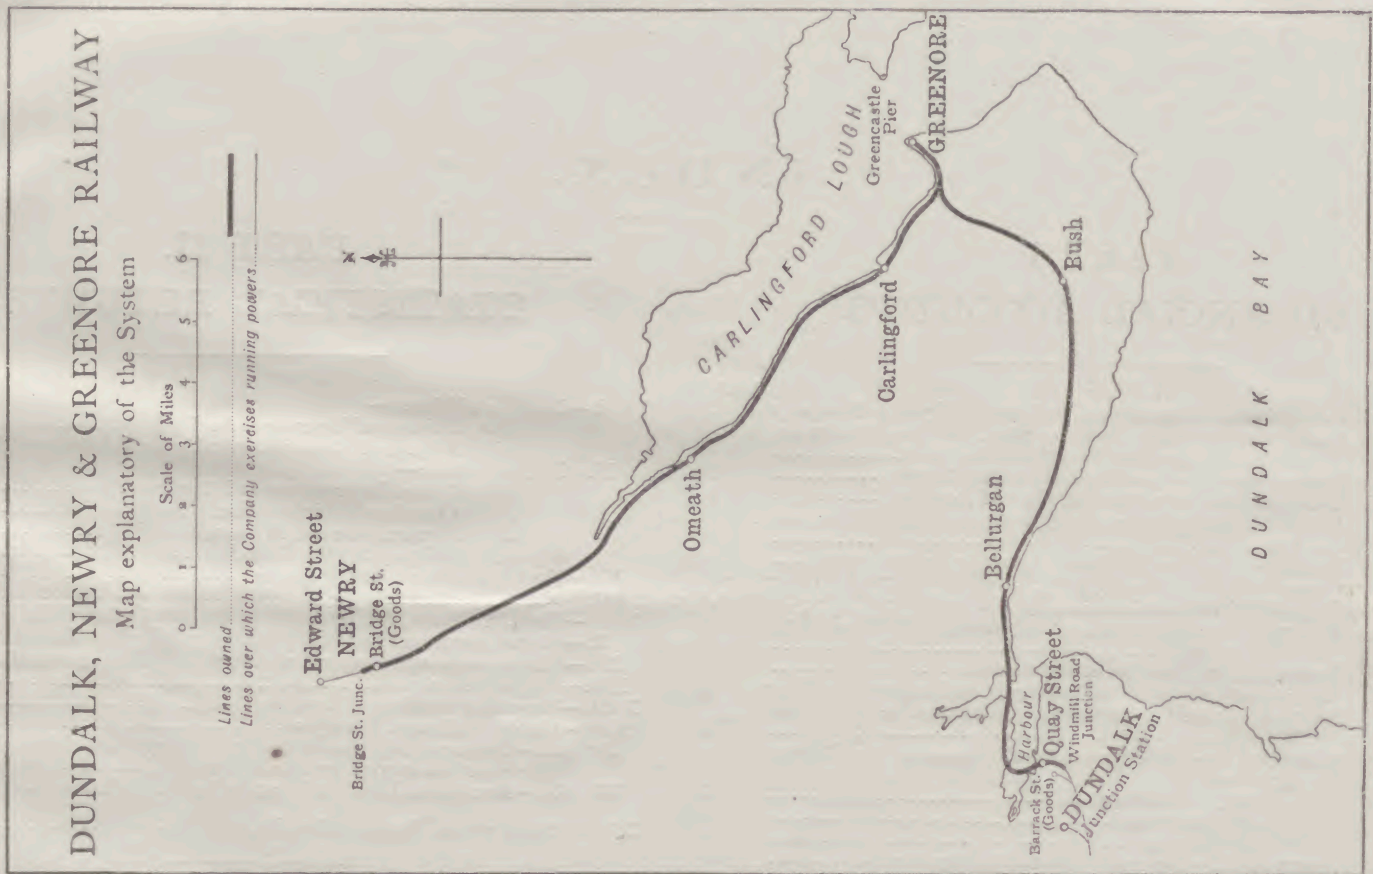 DUNDALK, NEWRY & GREENORE RAILWAY
Map explanatory of the System
Scale of Miles
0 1 2 3 4 5 6
Lines owned
Lines over which the Company exercises running powers
N
Edward Street
NEWRY
Bridge St. Junc.
Bridge St.
(Goods)
Omeath
CARLINGFORD LOUGH
Greencastle
Pier
GREENORE
Carlingford
Bush
Bellurgan
Harbour
Barrack St.
(Goods)
Quay Street
Windmill Road
Junction
DUNDALK
Junction Station
DUNDALK BAY